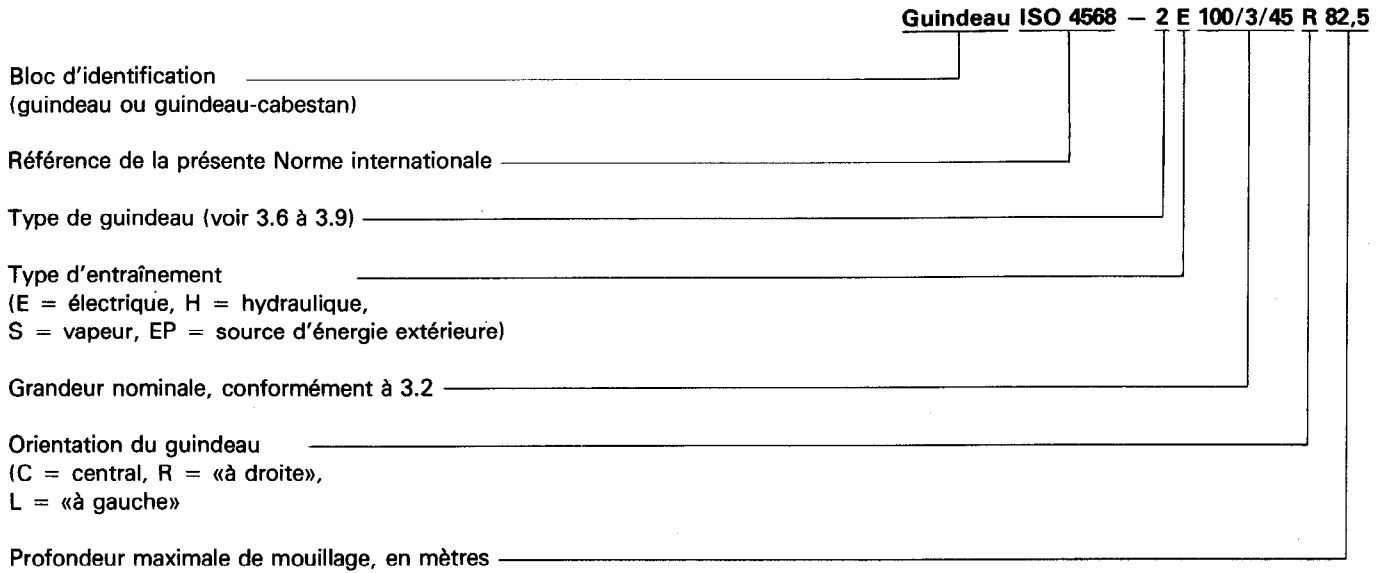 Guindeau ISO 4568 — 2 E 100/3/45 R 82,5
Bloc d'identification
(guindeau ou guindeau-cabestan)
Référence de la présente Norme internationale
Type de guindeau (voir 3.6 à 3.9)
Type d'entraînement
(E = électrique, H = hydraulique,
S = vapeur, EP = source d'énergie extérieure)
Grandeur nominale, conformément à 3.2
Orientation du guindeau
(C = central, R = «à droite»,
L = «à gauche»
Profondeur maximale de mouillage, en mètres